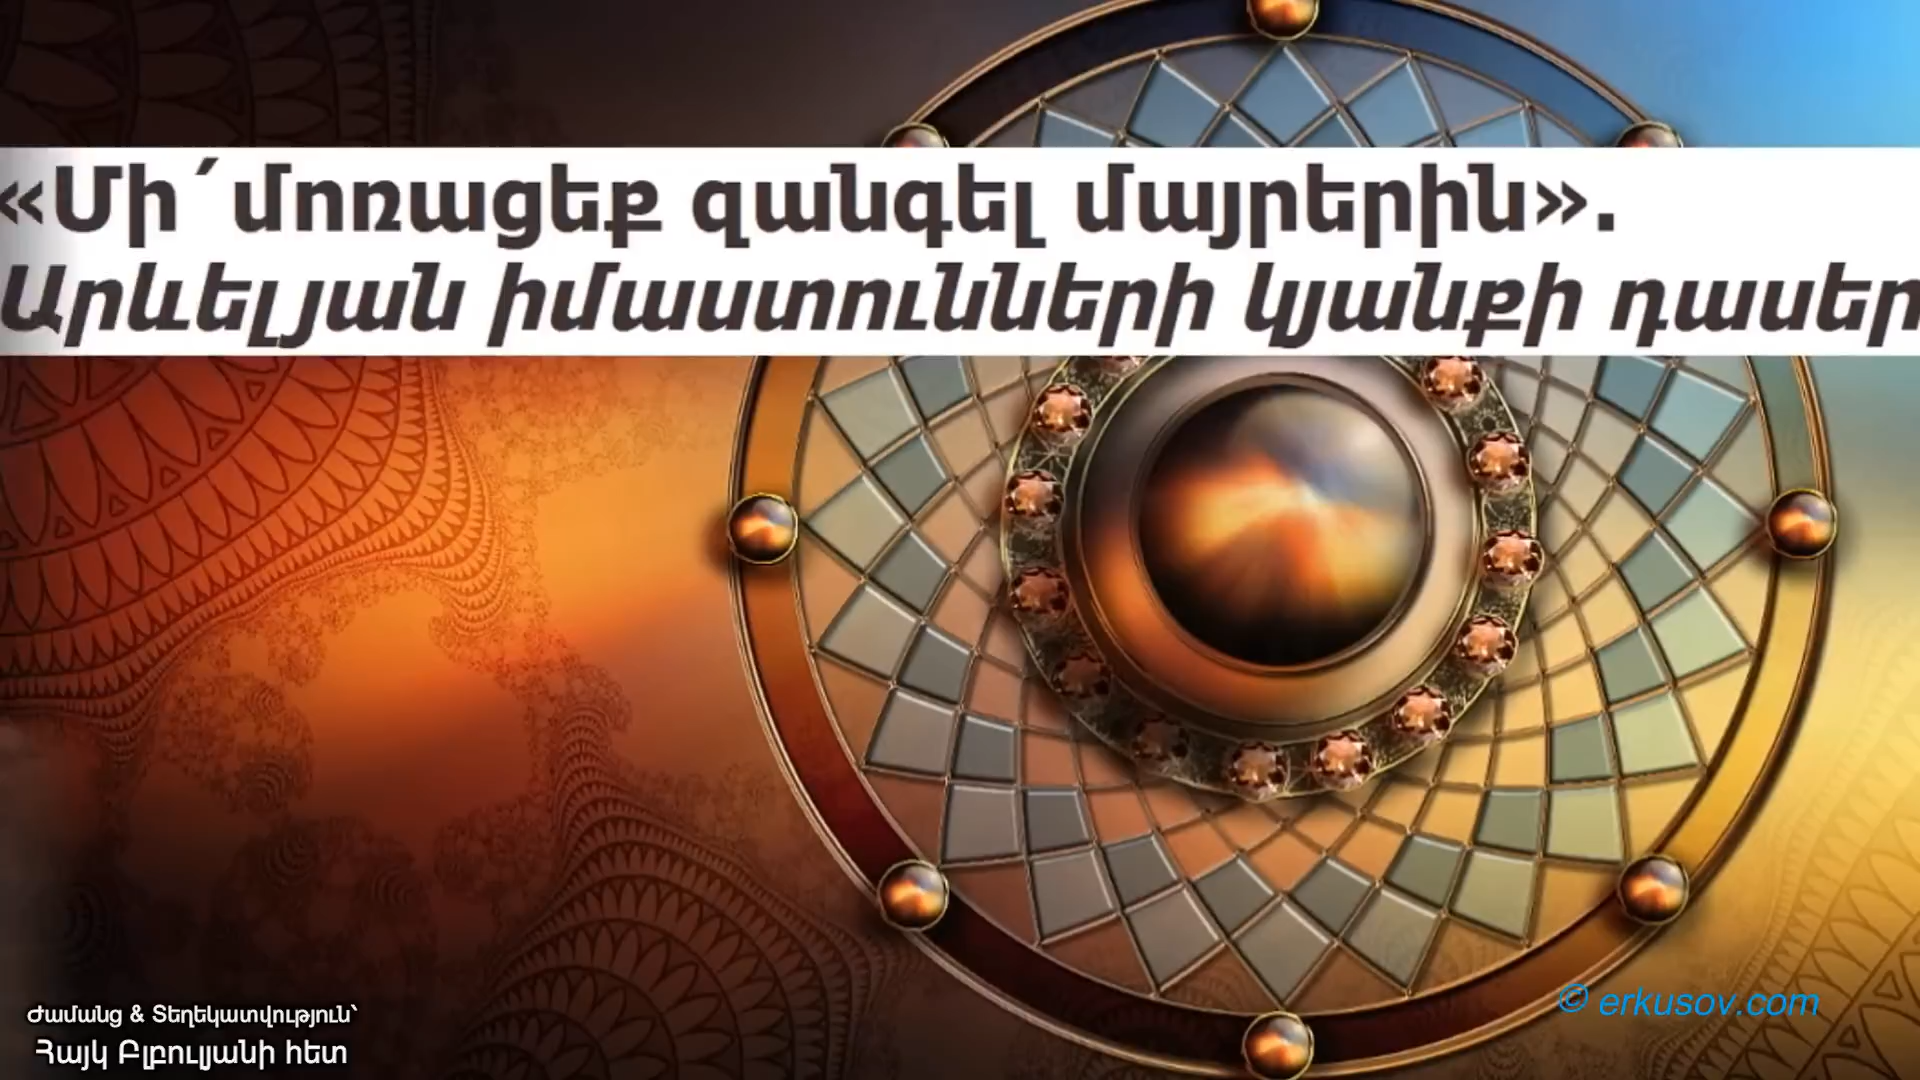 «Մի՛ մոռացեք զանգել մայրերին».
Արևելյան իմաստունների կյանքի դասեր
Ժամանց & Տեղեկատվություն՝
Հայկ Բլբուլյանի հետ
© erkusov.com